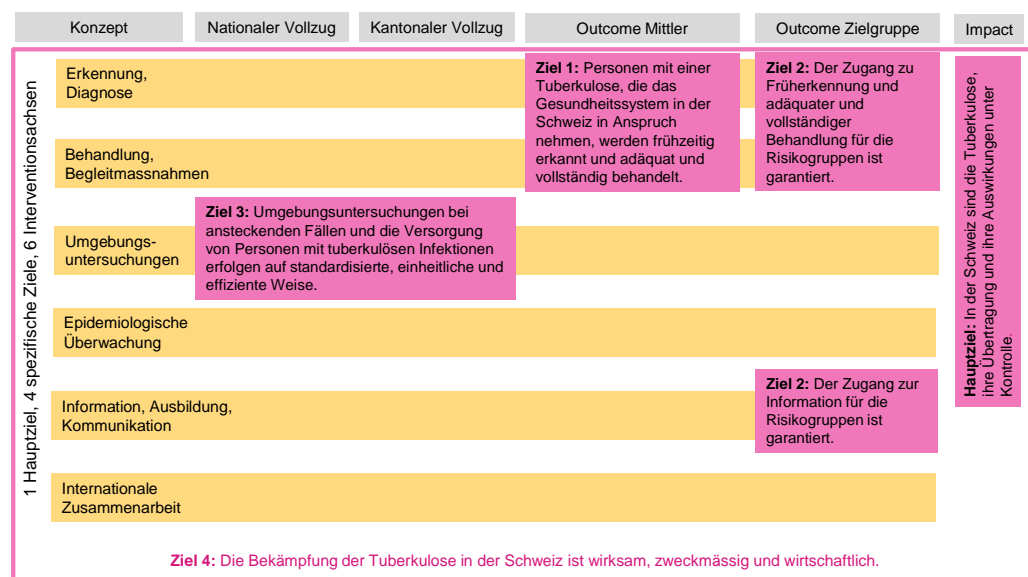 Konzept
Nationaler Vollzug
Kantonaler Vollzug
Outcome Mittler
Outcome Zielgruppe
Impact
1 Hauptziel, 4 spezifische Ziele, 6 Interventionsachsen
Erkennung,
Diagnose
Ziel 1: Personen mit einer
Tuberkulose, die das
Gesundheitssystem in der
Schweiz in Anspruch
nehmen, werden frühzeitig
erkannt und adäquat und
vollständig behandelt.
Ziel 2: Der Zugang zu
Früherkennung und
adäquater und
vollständiger
Behandlung für die
Risikogruppen ist
garantiert.
Hauptziel: In der Schweiz sind die Tuberkulose,
ihre Übertragung und ihre Auswirkungen unter
Kontrolle.
Behandlung,
Begleitmassnahmen
Umgebungs-
untersuchungen
Ziel 3: Umgebungsuntersuchungen bei
ansteckenden Fällen und die Versorgung
von Personen mit tuberkulösen Infektionen
erfolgen auf standardisierte, einheitliche und
effiziente Weise.
Epidemiologische
Überwachung
Information, Ausbildung,
Kommunikation
Ziel 2: Der Zugang zur
Information für die
Risikogruppen ist
garantiert.
Internationale
Zusammenarbeit
Ziel 4: Die Bekämpfung der Tuberkulose in der Schweiz ist wirksam, zweckmässig und wirtschaftlich.